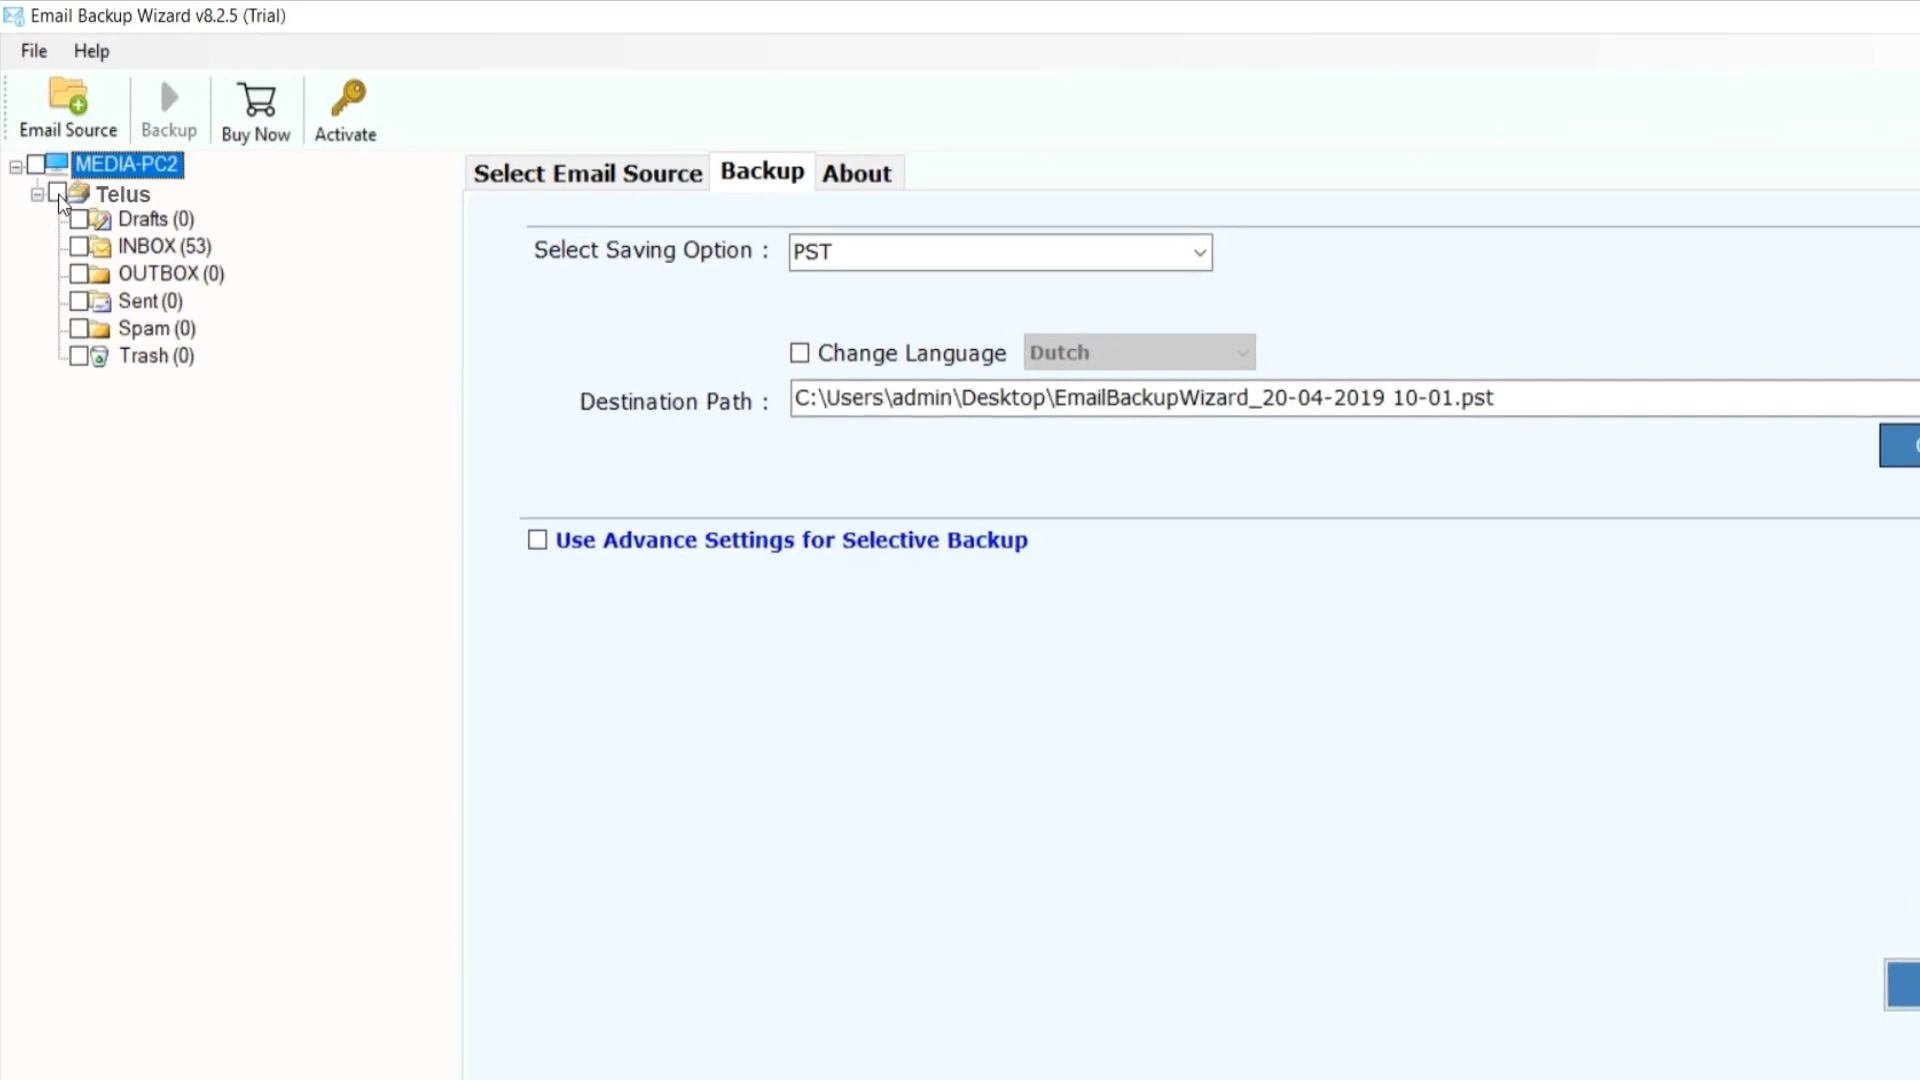 Email Backup Wizard v8.2.5 (Trial)
File Help
Email Source Backup Buy Now Activate
MEDIA-PC2
Telus
Drafts (0)
INBOX (53)
OUTBOX (0)
Sent (0)
Spam (0)
Trash (0)
Select Email Source Backup About
Select Saving Option : PST
Change Language Dutch
Destination Path : C:\Users\admin\Desktop\EmailBackupWizard_20-04-2019 10-01.pst
Use Advance Settings for Selective Backup